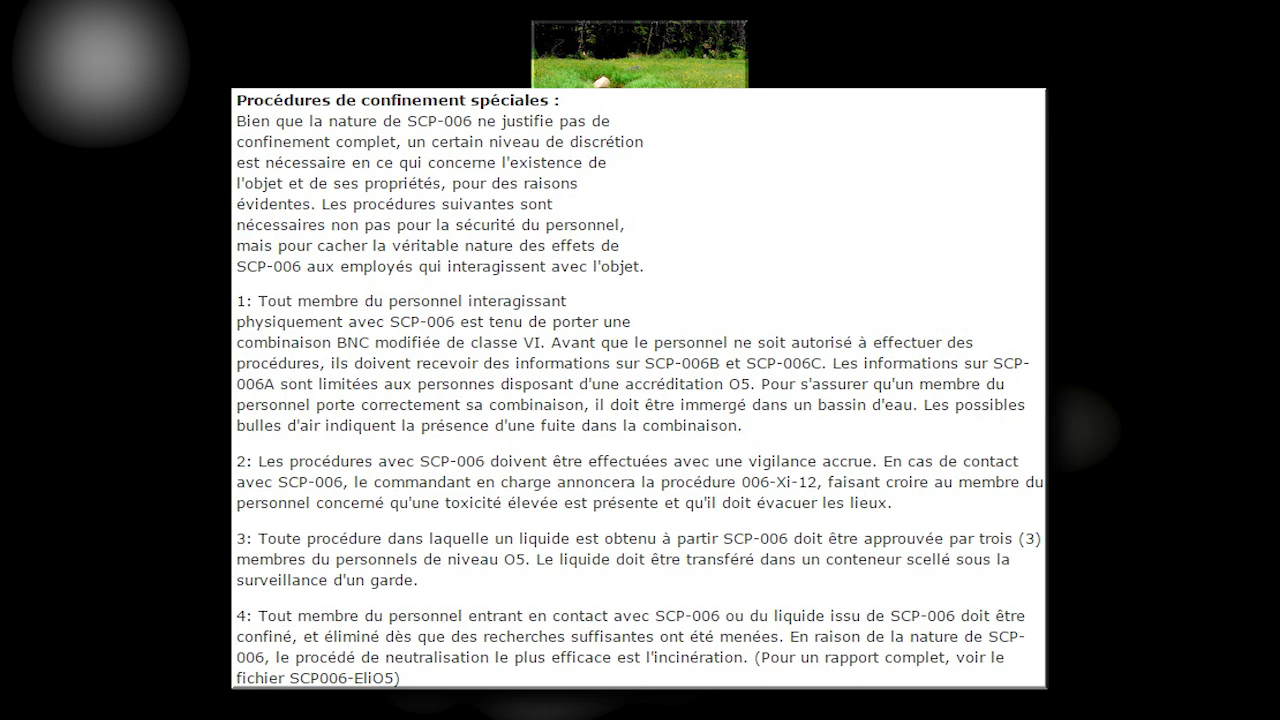 Procédures de confinement spéciales :
Bien que la nature de SCP-006 ne justifie pas de
confinement complet, un certain niveau de discrétion
est nécessaire en ce qui concerne l'existence de
l'objet et de ses propriétés, pour des raisons
évidentes. Les procédures suivantes sont
nécessaires non pas pour la sécurité du personnel,
mais pour cacher la véritable nature des effets de
SCP-006 aux employés qui interagissent avec l'objet.
1: Tout membre du personnel interagissant
physiquement avec SCP-006 est tenu de porter une
combinaison BNC modifiée de classe VI. Avant que le personnel ne soit autorisé à effectuer des
procédures, ils doivent recevoir des informations sur SCP-006B et SCP-006C. Les informations sur SCP-
006A sont limitées aux personnes disposant d'une accréditation O5. Pour s'assurer qu'un membre du
personnel porte correctement sa combinaison, il doit être immergé dans un bassin d'eau. Les possibles
bulles d'air indiquent la présence d'une fuite dans la combinaison.
2: Les procédures avec SCP-006 doivent être effectuées avec une vigilance accrue. En cas de contact
avec SCP-006, le commandant en charge annoncera la procédure 006-Xi-12, faisant croire au membre du
personnel concerné qu'une toxicité élevée est présente et qu'il doit évacuer les lieux.
3: Toute procédure dans laquelle un liquide est obtenu à partir SCP-006 doit être approuvée par trois (3)
membres du personnels de niveau O5. Le liquide doit être transféré dans un conteneur scellé sous la
surveillance d'un garde.
4: Tout membre du personnel entrant en contact avec SCP-006 ou du liquide issu de SCP-006 doit être
confiné, et éliminé dès que des recherches suffisantes ont été menées. En raison de la nature de SCP-
006, le procédé de neutralisation le plus efficace est l'incinération. (Pour un rapport complet, voir le
fichier SCP006-EliO5)